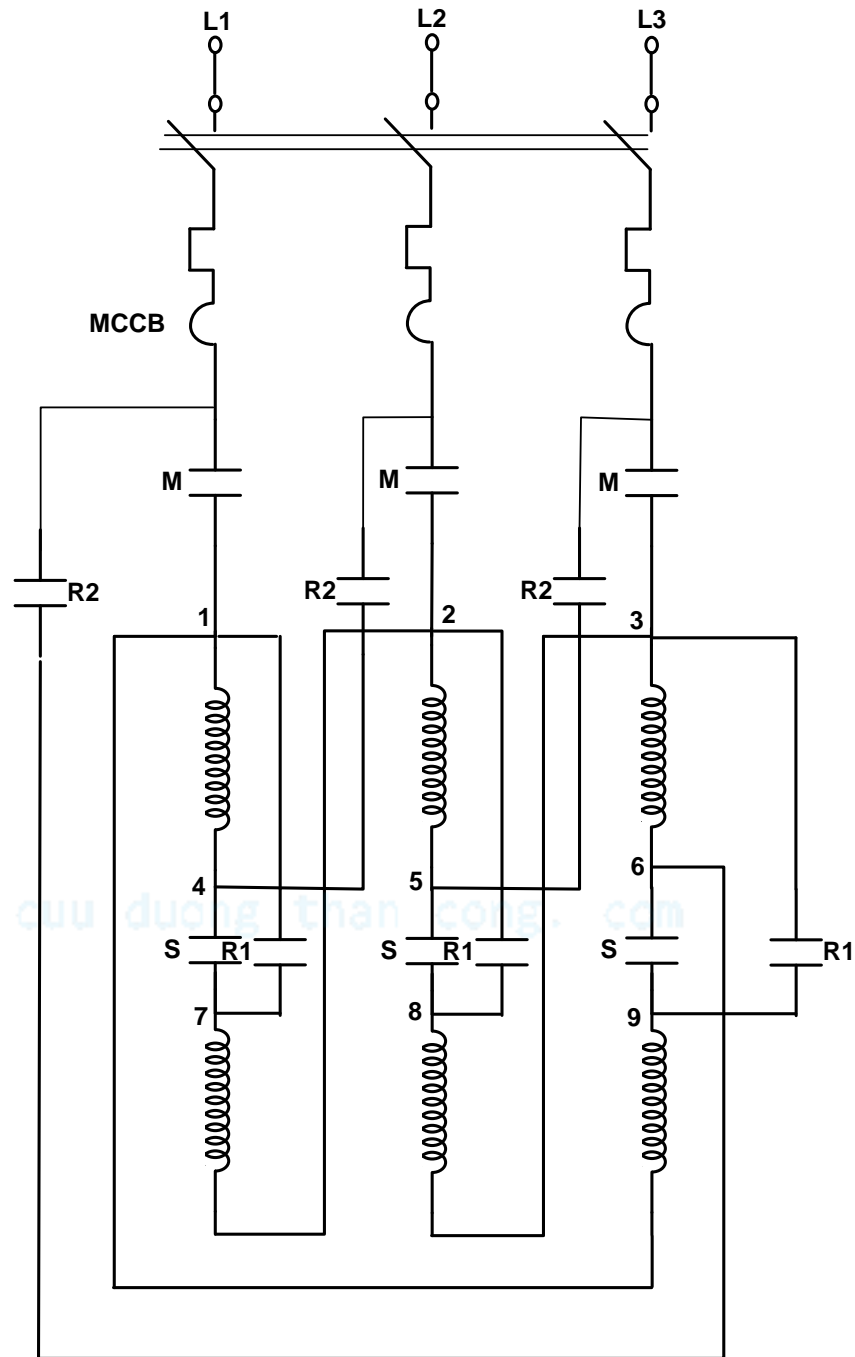 L1 L2 L3
MCCB
M M M
R2 R2 R2
1 2 3
4 5 6
cuu duong than cong. com
S R1 S R1 S R1
7 8 9